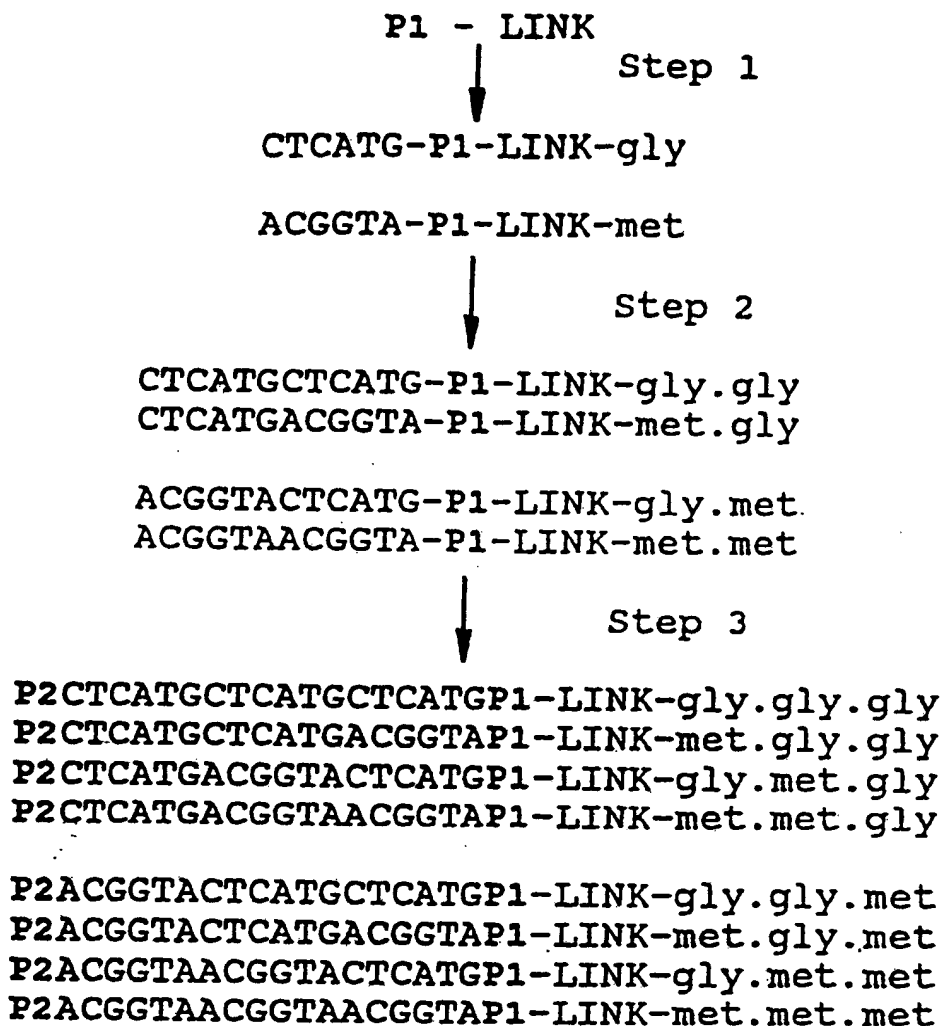 P1 - LINK
Step 1
CTCATG-P1-LINK-gly
ACGGTA-P1-LINK-met
Step 2
CTCATGCTCATG-P1-LINK-gly.gly
CTCATGACGGTA-P1-LINK-met.gly
ACGGTACTCATG-P1-LINK-gly.met
ACGGTAACGGTA-P1-LINK-met.met
Step 3
P2CTCATGCTCATGCTCATGP1-LINK-gly.gly.gly
P2CTCATGCTCATGACGGTAP1-LINK-met.gly.gly
P2CTCATGACGGTACTCATGP1-LINK-gly.met.gly
P2CTCATGACGGTAACGGTAP1-LINK-met.met.gly
P2ACGGTACTCATGCTCATGP1-LINK-gly.gly.met
P2ACGGTACTCATGACGGTAP1-LINK-met.gly.met
P2ACGGTAACGGTACTCATGP1-LINK-gly.met.met
P2ACGGTAACGGTAACGGTAP1-LINK-met.met.met